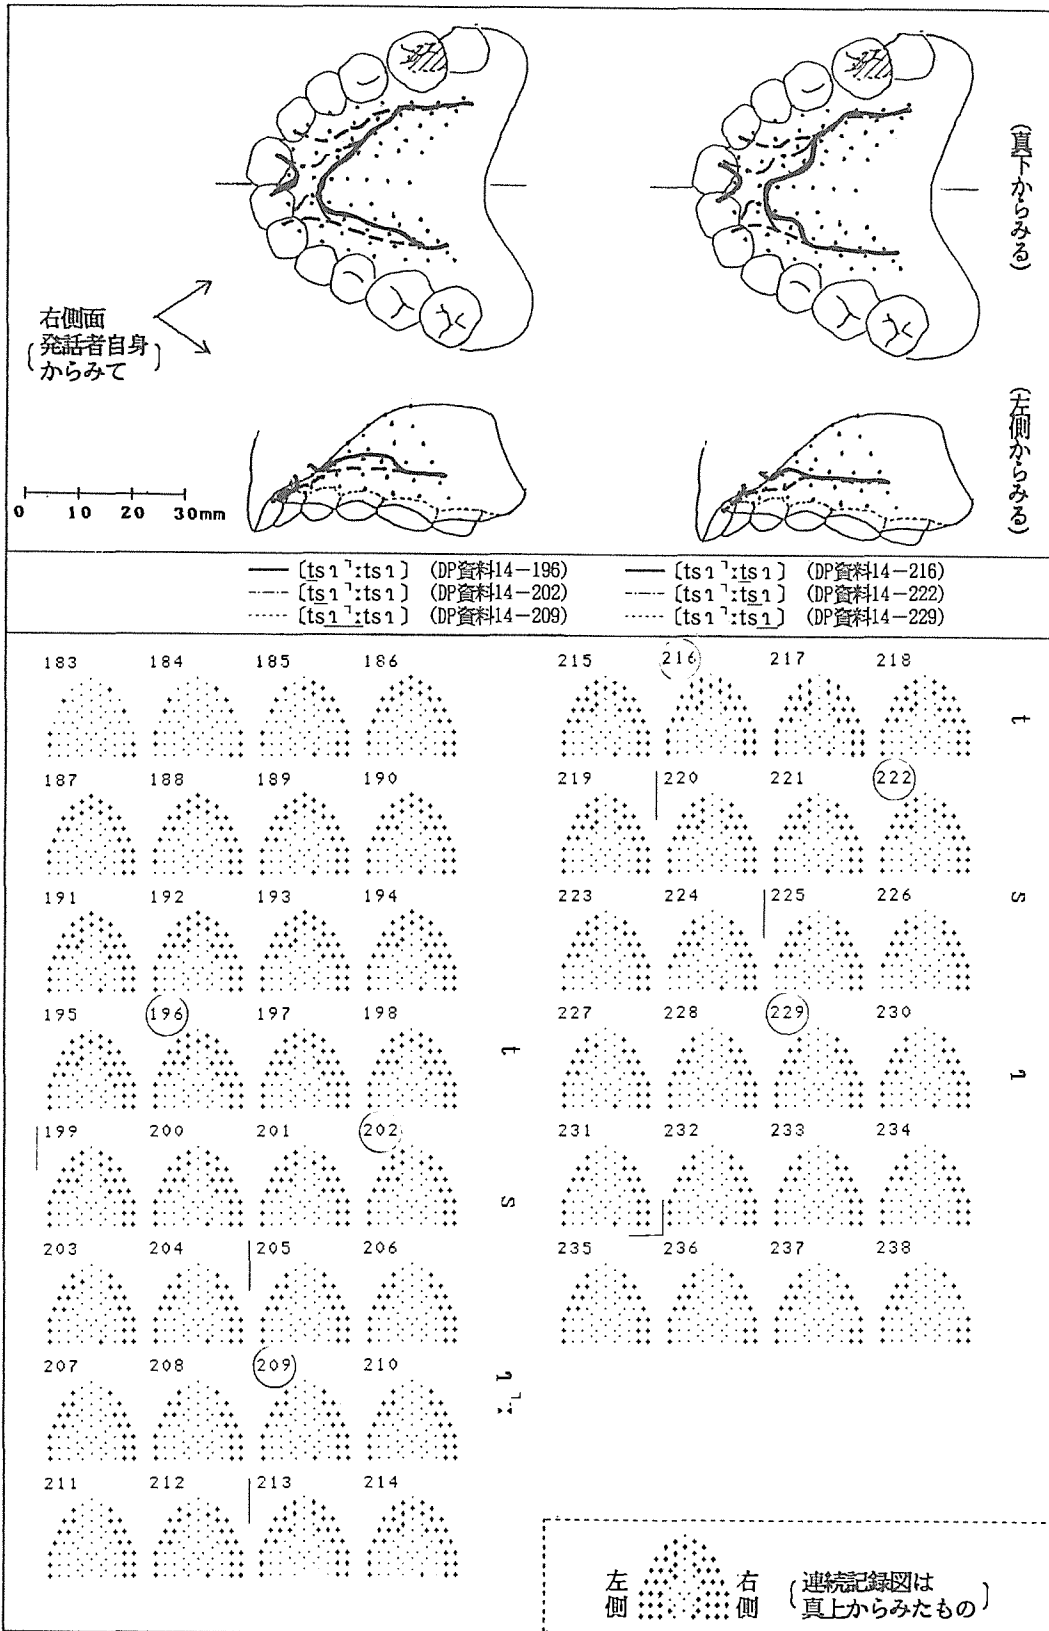 (真下からみる)
右側面
(発話者自身
からみて)
(左側からみる)
0 10 20 30mm
[tsɿ˥ːtsɿ] (DP資料14-196)
[tsɿ˥ːtsɿ] (DP資料14-202)
[tsɿ˥ːtsɿ] (DP資料14-209)
[tsɿ˥ːtsɿ] (DP資料14-216)
[tsɿ˥ːtsɿ] (DP資料14-222)
[tsɿ˥ːtsɿ] (DP資料14-229)
183 184 185 186
187 188 189 190
191 192 193 194
195 196 197 198
t
199 200 201 202
s
203 204 205 206
207 208 209 210
ɿ˥ː
211 212 213 214
215 216 217 218
t
219 220 221 222
223 224 225 226
s
227 228 229 230
ɿ
231 232 233 234
235 236 237 238
左側
右側
(連続記録図は
真上からみたもの)